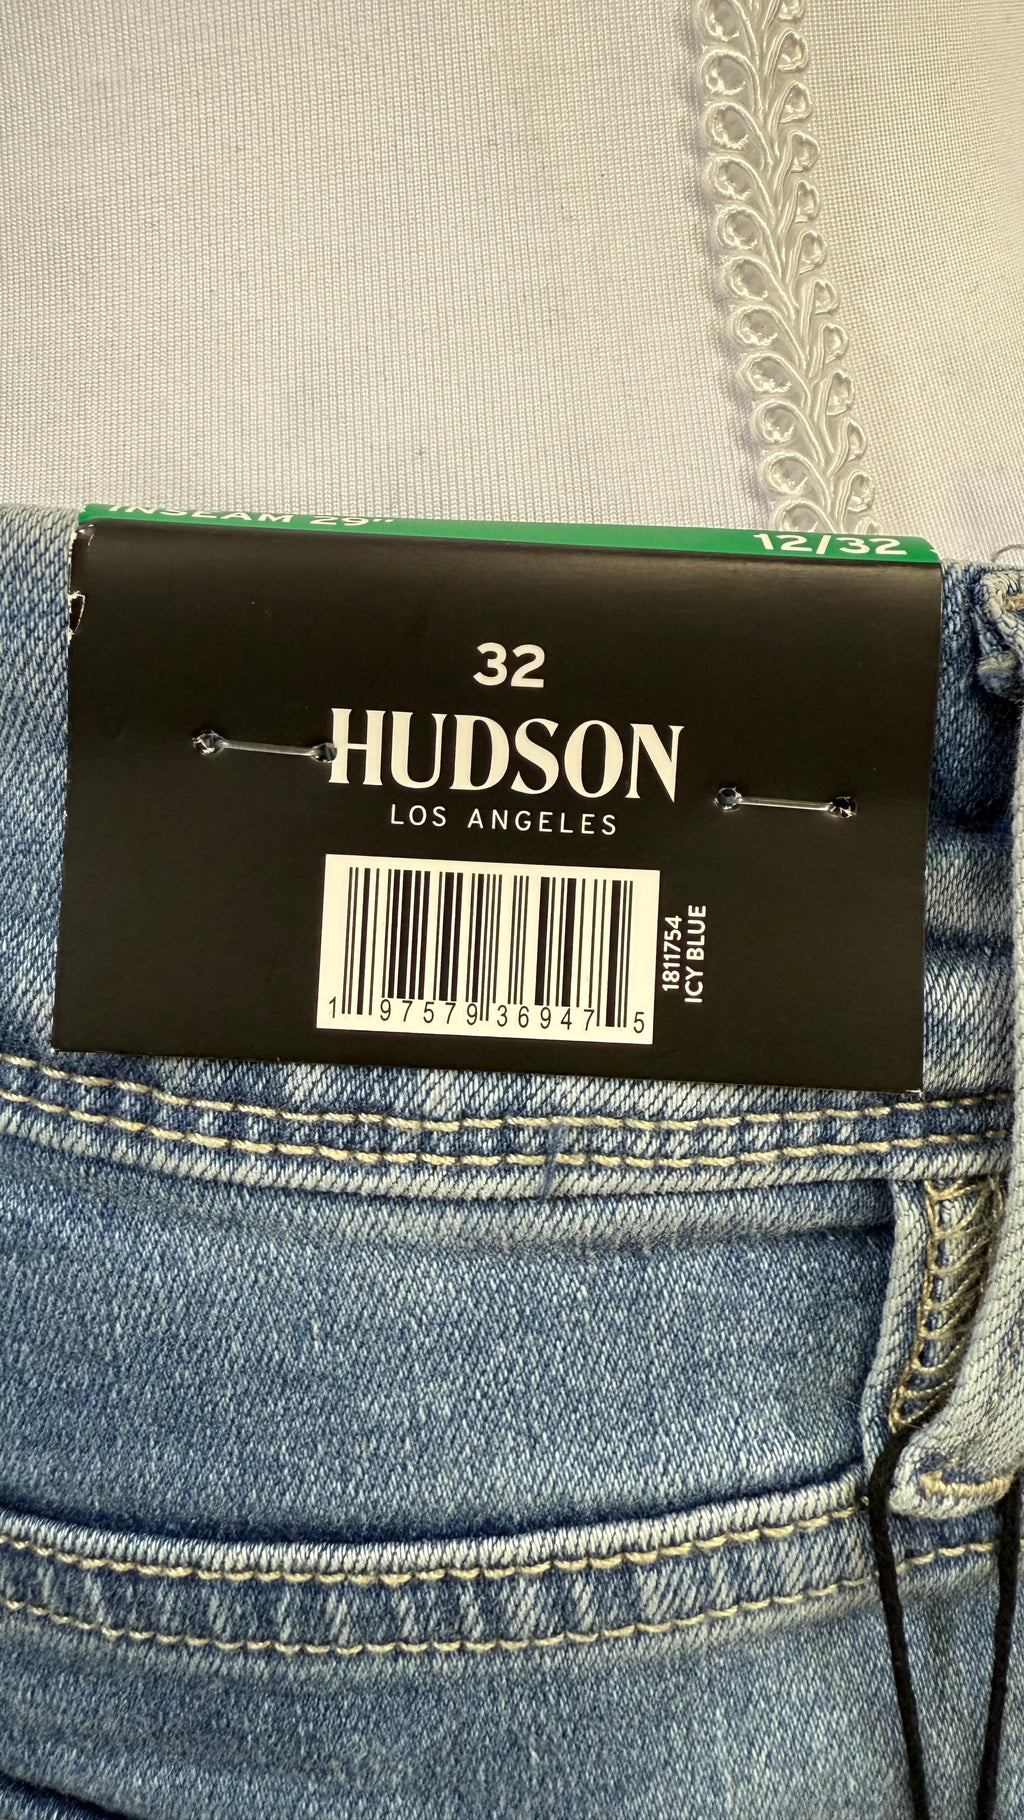 INSEAM 29"
12/32
32
HUDSON
LOS ANGELES
1 97579 36947 5
1811754
ICY BLUE